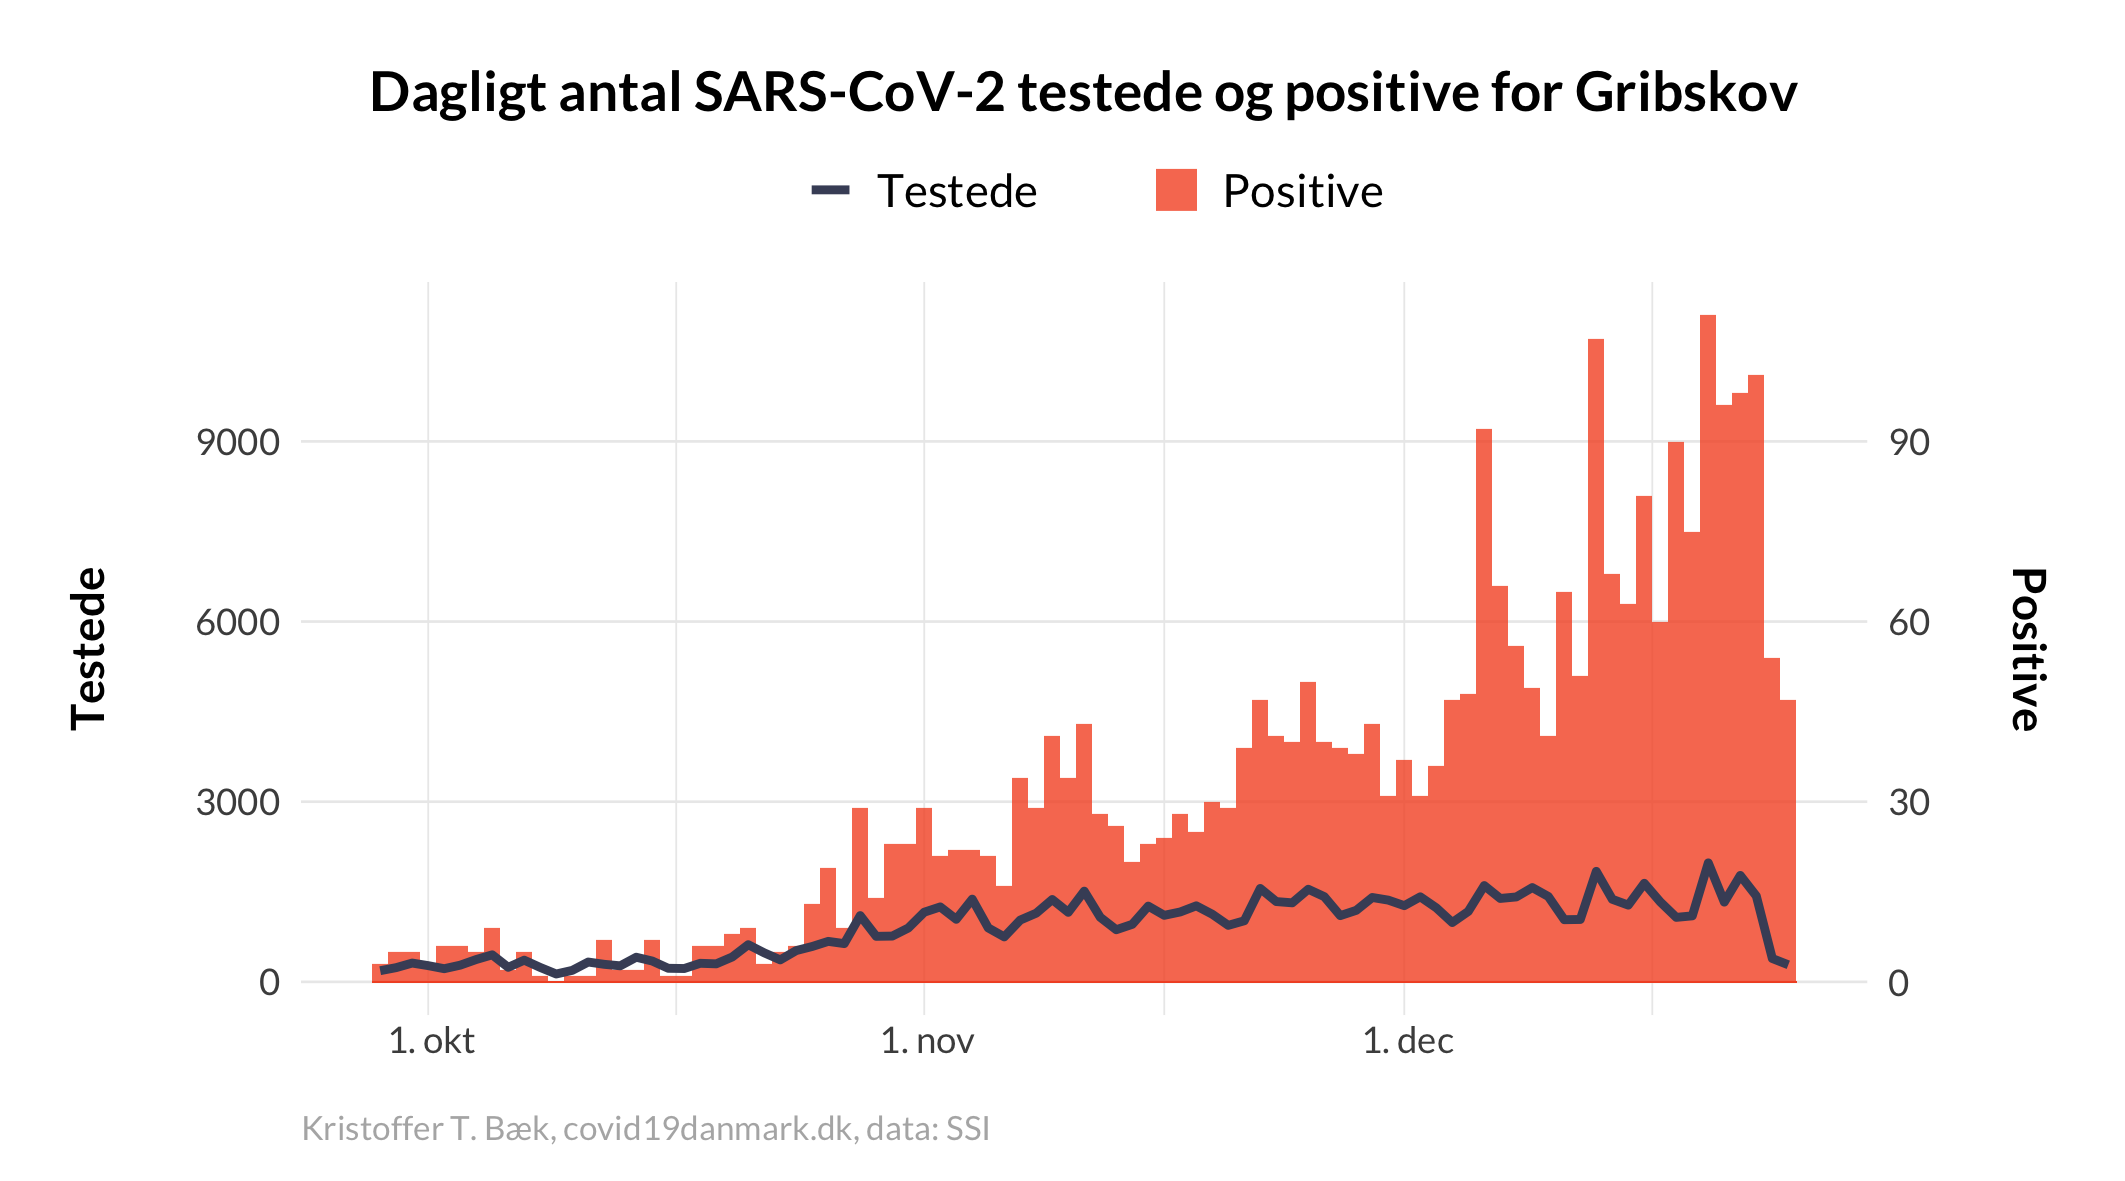 Dagligt antal SARS-CoV-2 testede og positive for Gribskov
Testede
Positive
9000
6000
3000
0
90
60
30
0
Testede
Positive
1. okt
1. nov
1. dec
Kristoffer T. Bæk, covid19danmark.dk, data: SSI